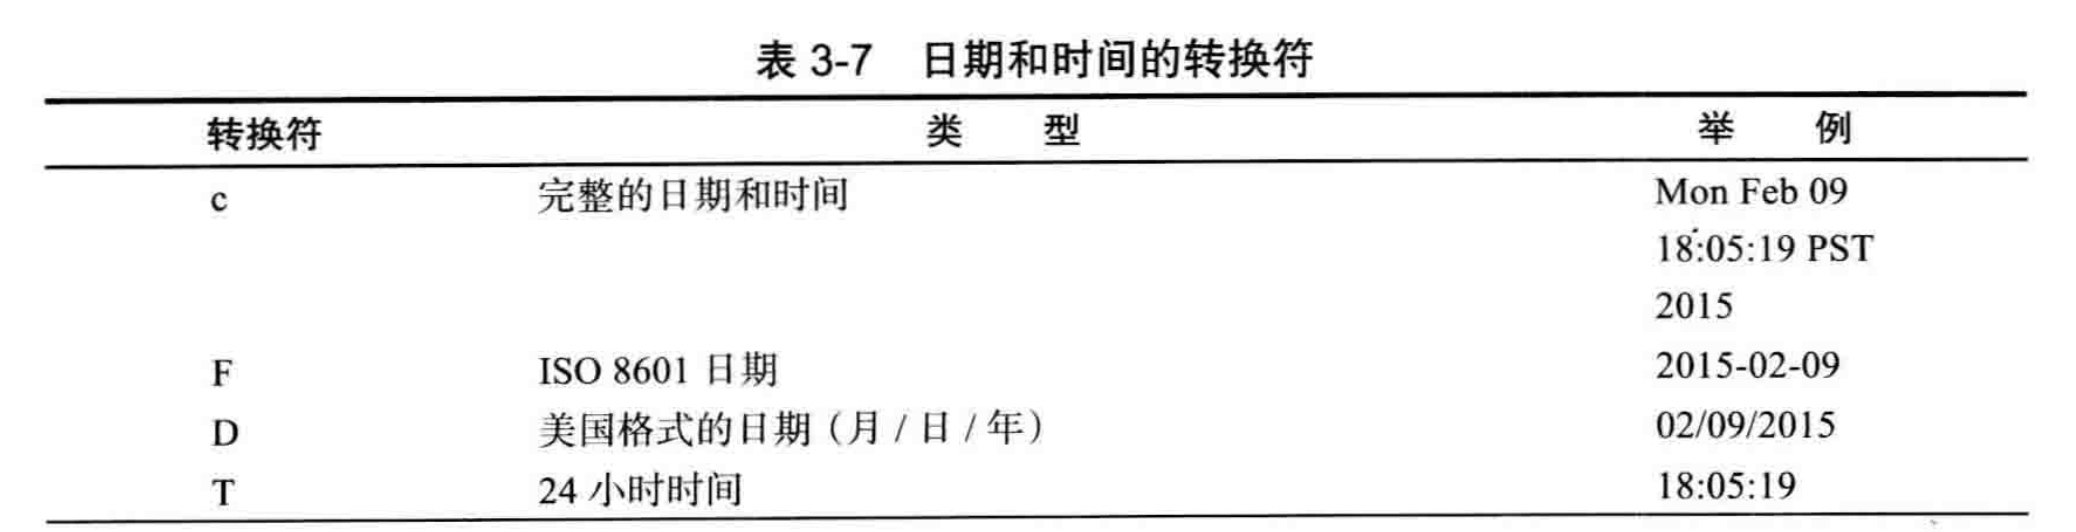 表 3-7 日期和时间的转换符
转换符 类 型 举 例
c 完整的日期和时间 Mon Feb 09
18:05:19 PST
2015
F ISO 8601 日期 2015-02-09
D 美国格式的日期（月 / 日 / 年） 02/09/2015
T 24 小时时间 18:05:19